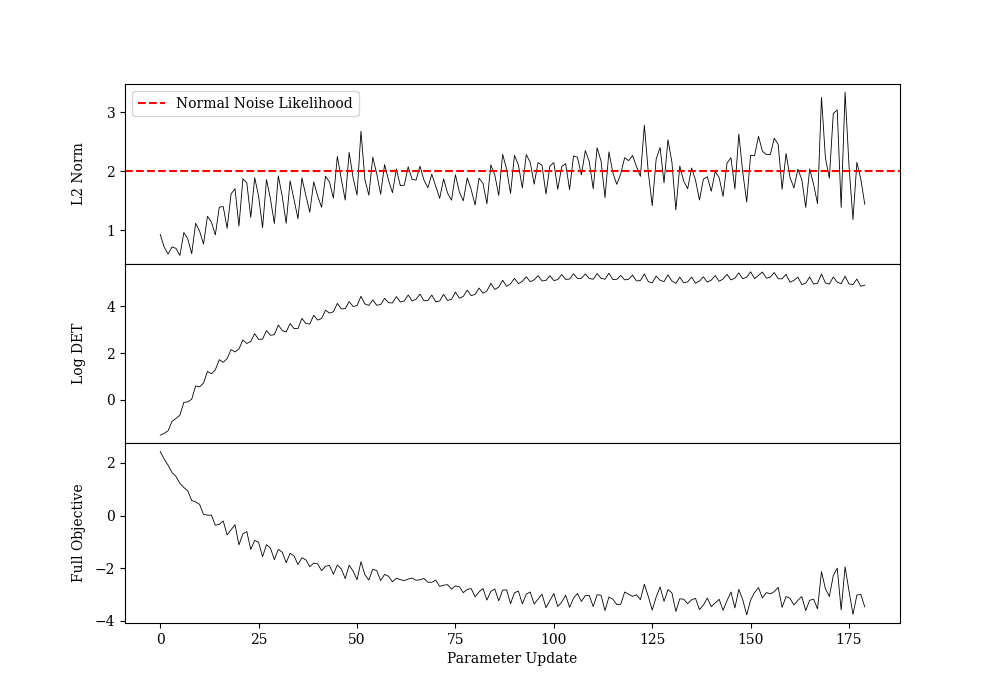 Normal Noise Likelihood
3
2
1
L2 Norm
4
2
0
Log DET
2
0
−2
−4
Full Objective
0 25 50 75 100 125 150 175
Parameter Update